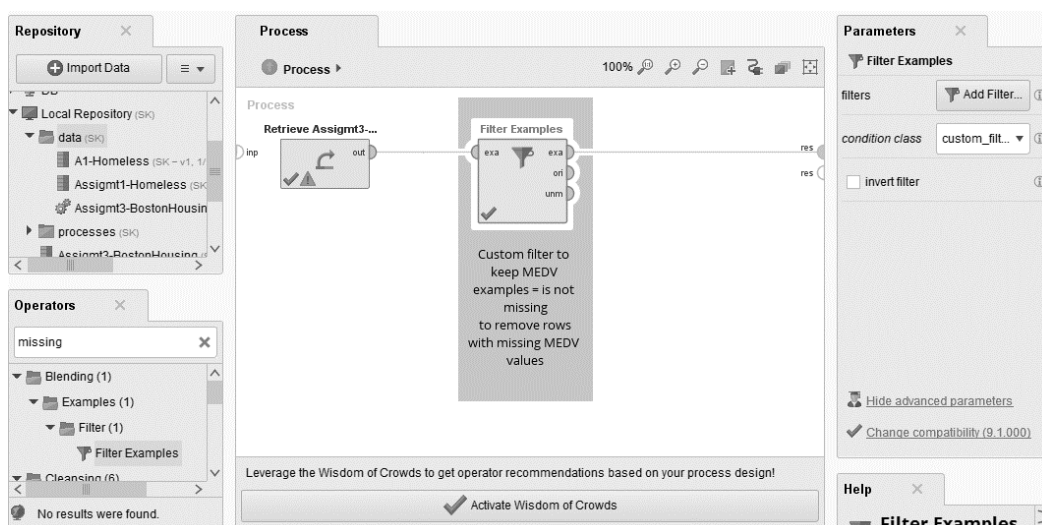 Repository
Import Data
DB
Local Repository (SK)
data (SK)
A1-Homeless (SK – v1, 1/
Assigmt1-Homeless (SK
Assigmt3-BostonHousin
processes (SK)
Assigmt3-BostonHousing
Operators
missing
Blending (1)
Examples (1)
Filter (1)
Filter Examples
Cleansing (6)
No results were found.
Process
Process
100%
Process
inp
Retrieve Assigmt3-...
out
Filter Examples
exa exa
ori
unm
res
res
Custom filter to
keep MEDV
examples = is not
missing
to remove rows
with missing MEDV
values
Leverage the Wisdom of Crowds to get operator recommendations based on your process design!
Activate Wisdom of Crowds
Parameters
Filter Examples
filters
Add Filter...
condition class
custom_filt...
invert filter
Hide advanced parameters
Change compatibility (9.1.000)
Help
Filter Examples